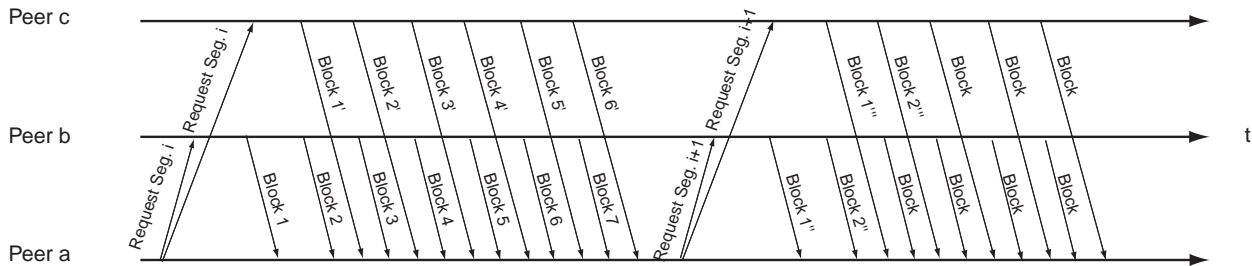 Peer c
Request Seg. i
Block 1'
Block 2'
Block 3'
Block 4'
Block 5'
Block 6'
Request Seg. i+1
Block 1'''
Block 2'''
Block
Block
Block
Peer b
t
Request Seg. i
Block 1
Block 2
Block 3
Block 4
Block 5
Block 6
Block 7
Request Seg. i+1
Block 1''
Block 2''
Block
Block
Block
Block
Peer a